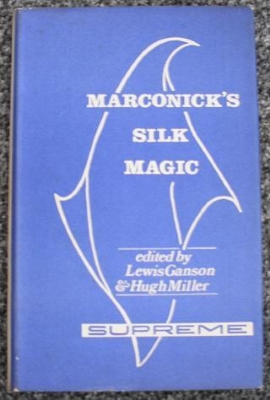 MARCONICK'S
SILK
MAGIC
edited by
Lewis Ganson
& Hugh Miller
SUPREME